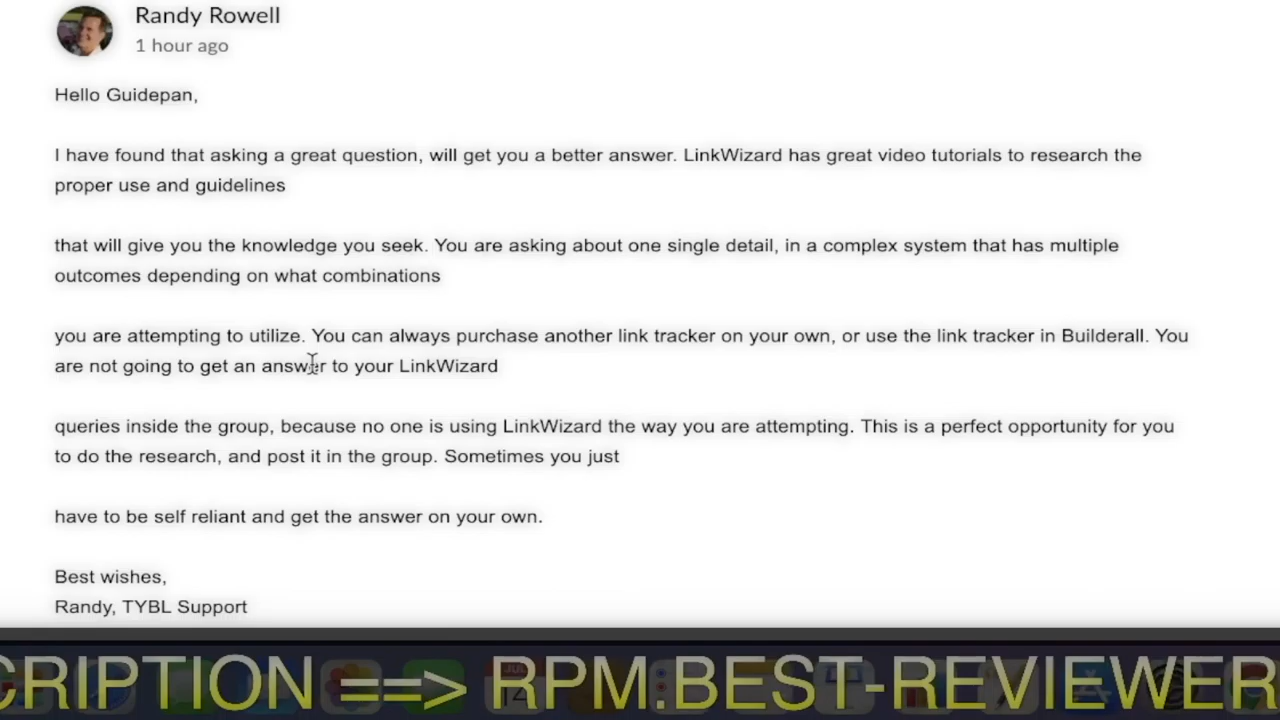 Randy Rowell
1 hour ago
Hello Guidepan,
I have found that asking a great question, will get you a better answer. LinkWizard has great video tutorials to research the
proper use and guidelines
that will give you the knowledge you seek. You are asking about one single detail, in a complex system that has multiple
outcomes depending on what combinations
you are attempting to utilize. You can always purchase another link tracker on your own, or use the link tracker in Builderall. You
are not going to get an answer to your LinkWizard
queries inside the group, because no one is using LinkWizard the way you are attempting. This is a perfect opportunity for you
to do the research, and post it in the group. Sometimes you just
have to be self reliant and get the answer on your own.
Best wishes,
Randy, TYBL Support
CRIPTION ==> RPM.BEST-REVIEWER
JUL
14